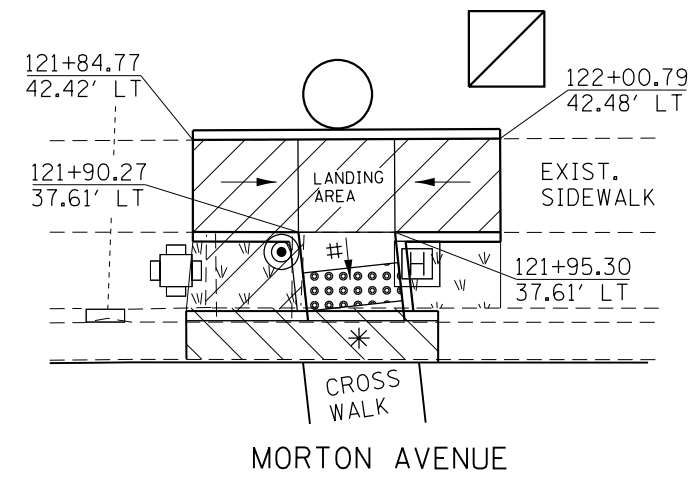 121+84.77
42.42' LT
122+00.79
42.48' LT
121+90.27
37.61' LT
LANDING
AREA
EXIST.
SIDEWALK
#
H
121+95.30
37.61' LT
*
CROSS
WALK
MORTON AVENUE